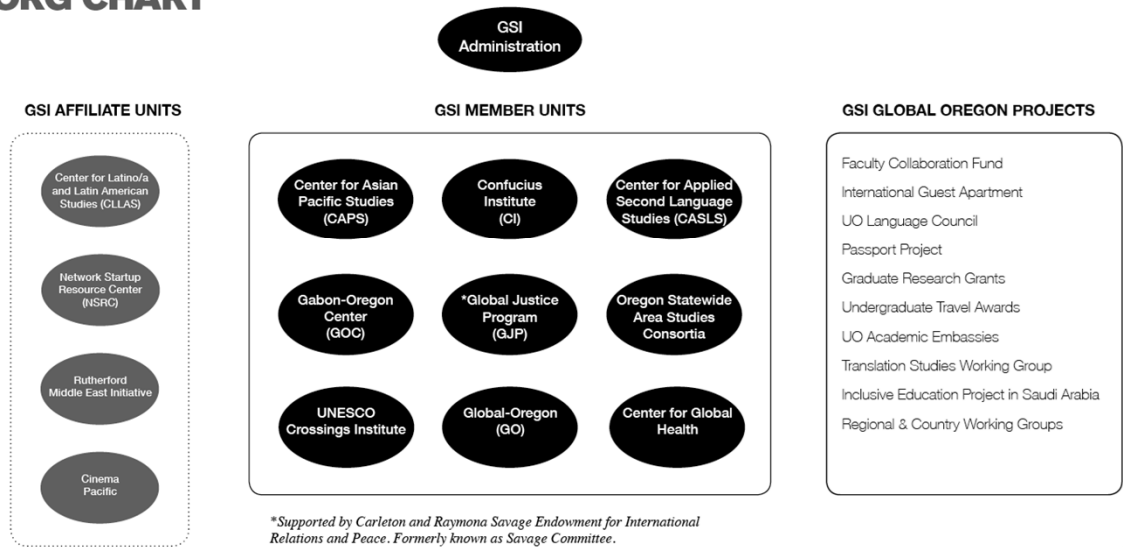 ORG CHART
GSI
Administration
GSI AFFILIATE UNITS
Center for Latino/a
and Latin American
Studies (CLLAS)
Network Startup
Resource Center
(NSRC)
Rutherford
Middle East Initiative
Cinema
Pacific
GSI MEMBER UNITS
Center for Asian
Pacific Studies
(CAPS)
Confucius
Institute
(CI)
Center for Applied
Second Language
Studies (CASLS)
Gabon-Oregon
Center
(GOC)
*Global Justice
Program
(GJP)
Oregon Statewide
Area Studies
Consortia
UNESCO
Crossings Institute
Global-Oregon
(GO)
Center for Global
Health
*Supported by Carleton and Raymona Savage Endowment for International
Relations and Peace. Formerly known as Savage Committee.
GSI GLOBAL OREGON PROJECTS
Faculty Collaboration Fund
International Guest Apartment
UO Language Council
Passport Project
Graduate Research Grants
Undergraduate Travel Awards
UO Academic Embassies
Translation Studies Working Group
Inclusive Education Project in Saudi Arabia
Regional & Country Working Groups